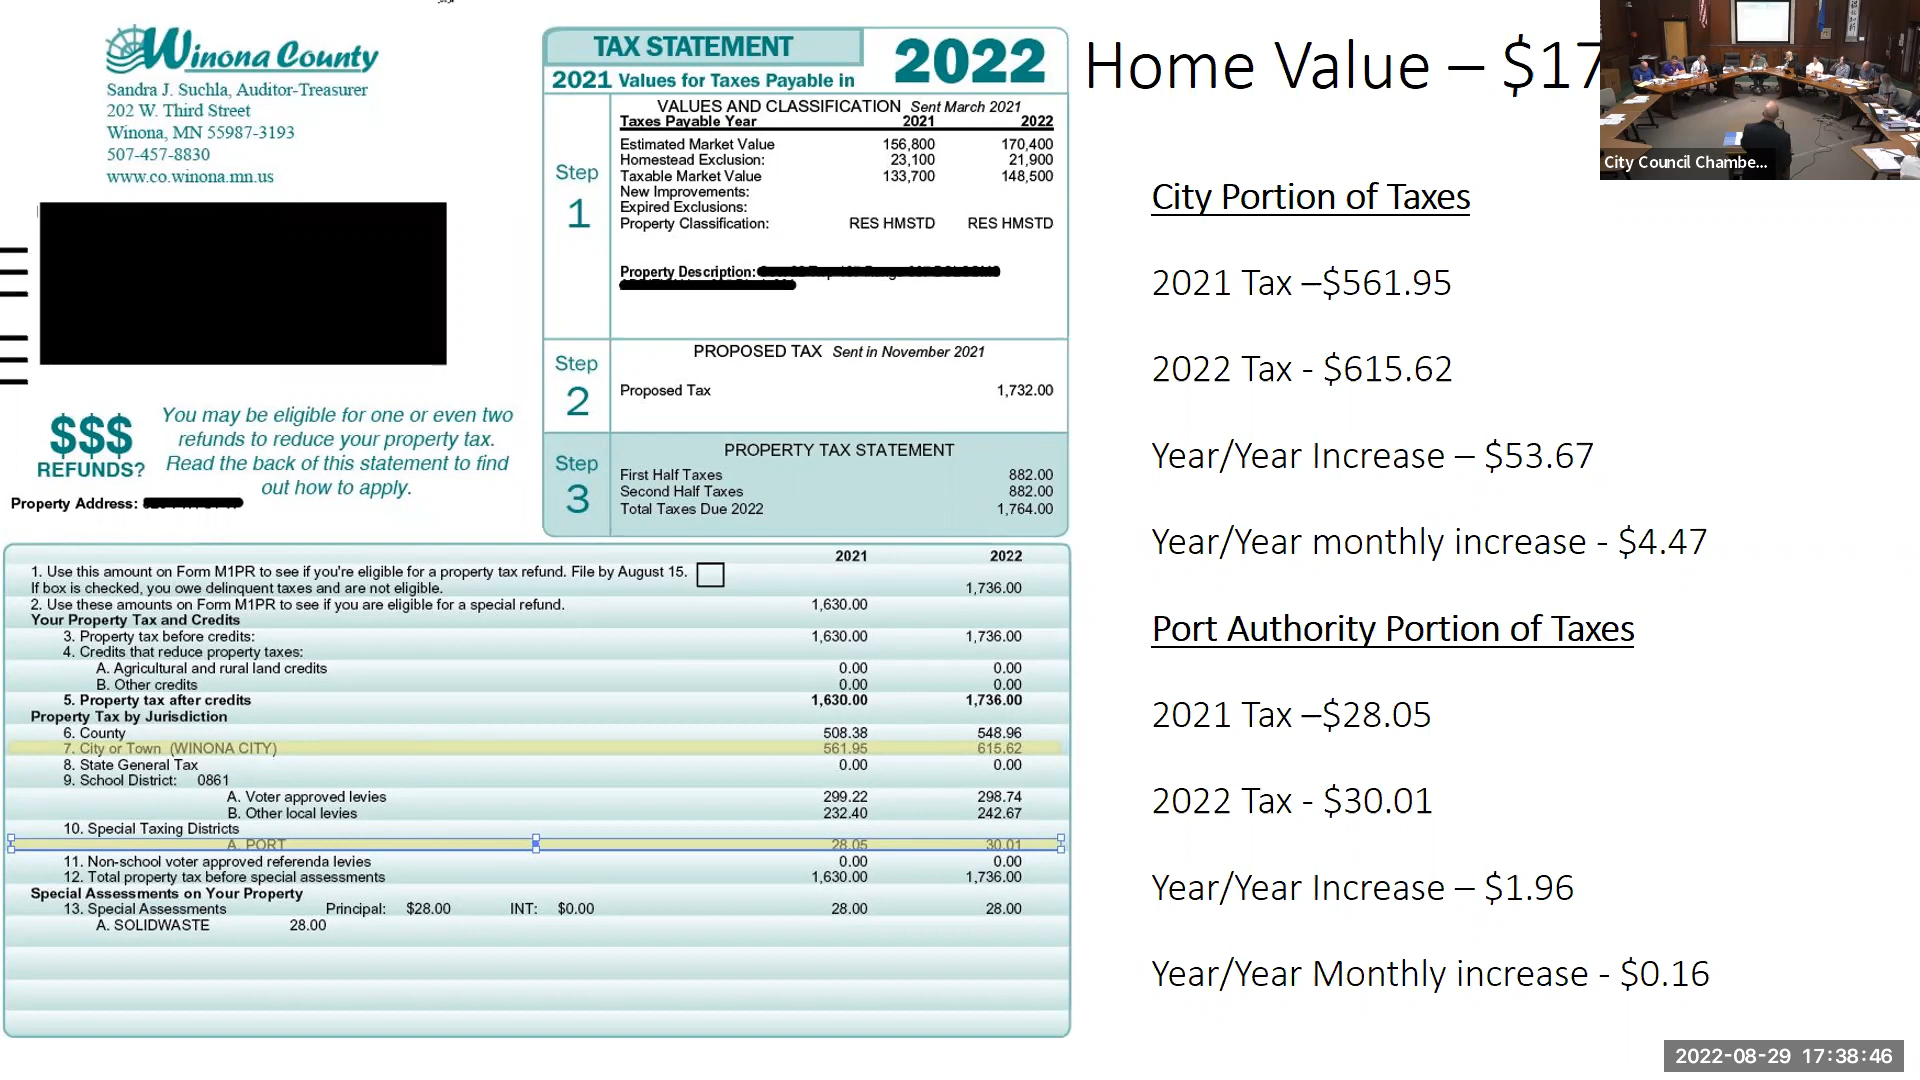 Winona County
Sandra J. Suchla, Auditor-Treasurer
202 W. Third Street
Winona, MN 55987-3193
507-457-8830
www.co.winona.mn.us
$$$
REFUNDS?
You may be eligible for one or even two
refunds to reduce your property tax.
Read the back of this statement to find
out how to apply.
Property Address:
TAX STATEMENT 2022
2021 Values for Taxes Payable in
VALUES AND CLASSIFICATION Sent March 2021
Step 1
Taxes Payable Year 2021 2022
Estimated Market Value 156,800 170,400
Homestead Exclusion: 23,100 21,900
Taxable Market Value 133,700 148,500
New Improvements:
Expired Exclusions:
Property Classification: RES HMSTD RES HMSTD
Property Description:
Step 2
PROPOSED TAX Sent in November 2021
Proposed Tax 1,732.00
Step 3
PROPERTY TAX STATEMENT
First Half Taxes 882.00
Second Half Taxes 882.00
Total Taxes Due 2022 1,764.00
2021 2022
1. Use this amount on Form M1PR to see if you're eligible for a property tax refund. File by August 15.
If box is checked, you owe delinquent taxes and are not eligible. 1,736.00
2. Use these amounts on Form M1PR to see if you are eligible for a special refund. 1,630.00
Your Property Tax and Credits
3. Property tax before credits: 1,630.00 1,736.00
4. Credits that reduce property taxes:
A. Agricultural and rural land credits 0.00 0.00
B. Other credits 0.00 0.00
5. Property tax after credits 1,630.00 1,736.00
Property Tax by Jurisdiction
6. County 508.38 548.96
7. City or Town (WINONA CITY) 561.95 615.62
8. State General Tax 0.00 0.00
9. School District: 0861
A. Voter approved levies 299.22 298.74
B. Other local levies 232.40 242.67
10. Special Taxing Districts
A. PORT 28.05 30.01
11. Non-school voter approved referenda levies 0.00 0.00
12. Total property tax before special assessments 1,630.00 1,736.00
Special Assessments on Your Property
13. Special Assessments Principal: $28.00 INT: $0.00 28.00 28.00
A. SOLIDWASTE 28.00
Home Value – $17
City Portion of Taxes
2021 Tax –$561.95
2022 Tax - $615.62
Year/Year Increase – $53.67
Year/Year monthly increase - $4.47
Port Authority Portion of Taxes
2021 Tax –$28.05
2022 Tax - $30.01
Year/Year Increase – $1.96
Year/Year Monthly increase - $0.16
City Council Chambe...
2022-08-29 17:38:46